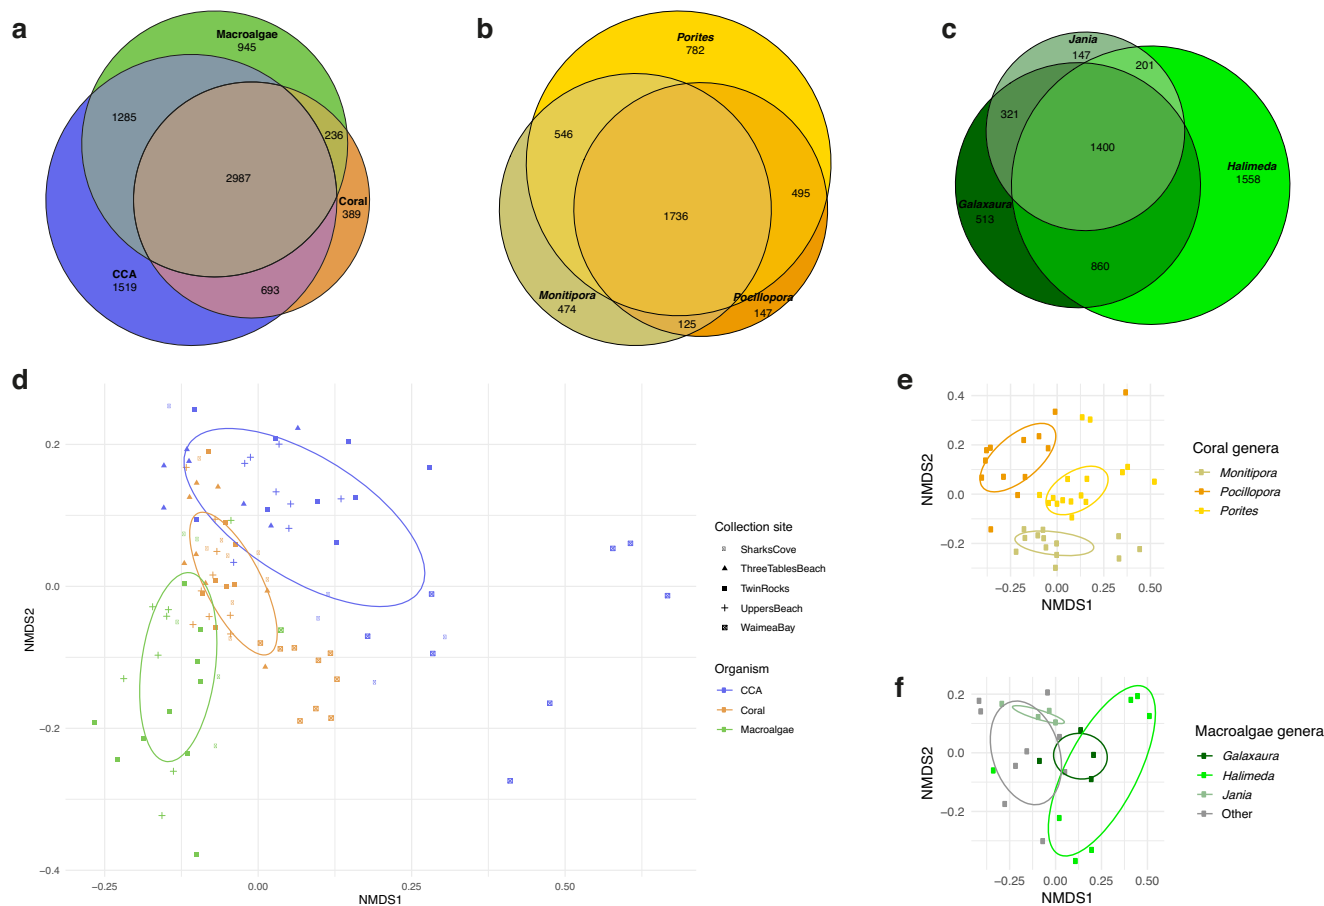 a
Macroalgae
945
1285
236
2987
Coral
389
CCA
1519
693
b
Porites
782
546
495
1736
Monitipora
474
Pocillopora
147
125
c
Jania
147
201
321
1400
Halimeda
1558
Galaxaura
513
860
d
NMDS2
0.2
0.0
−0.2
−0.4
−0.25
0.00
0.25
0.50
NMDS1
Collection site
SharksCove
ThreeTablesBeach
TwinRocks
UppersBeach
WaimeaBay
Organism
CCA
Coral
Macroalgae
e
NMDS2
0.4
0.2
0.0
−0.2
−0.25
0.00
0.25
0.50
NMDS1
Coral genera
Monitipora
Pocillopora
Porites
f
NMDS2
0.2
0.0
−0.2
−0.25
0.00
0.25
0.50
NMDS1
Macroalgae genera
Galaxaura
Halimeda
Jania
Other